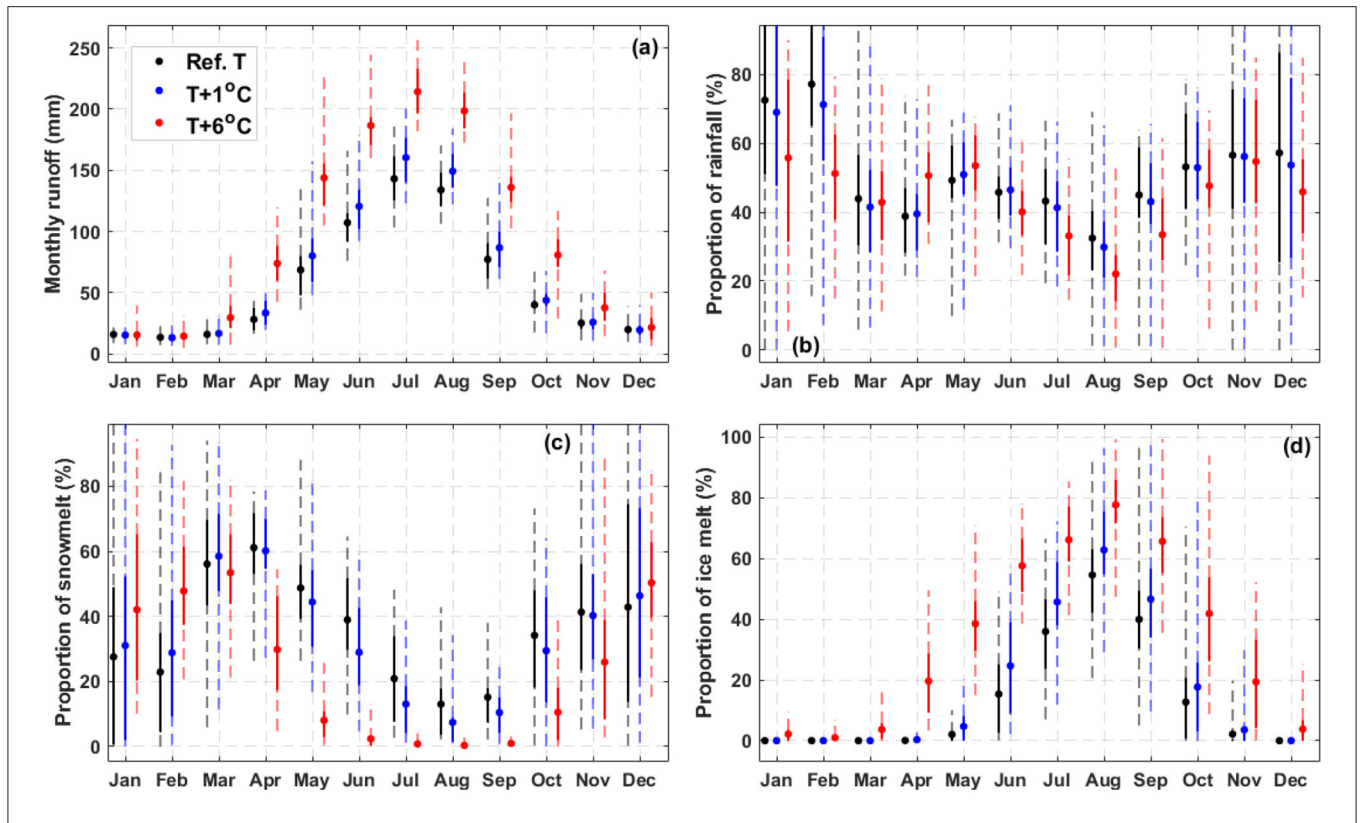 (a)
Ref. T
T+1°C
T+6°C
Monthly runoff (mm)
250
200
150
100
50
0
Jan Feb Mar Apr May Jun Jul Aug Sep Oct Nov Dec
(b)
Proportion of rainfall (%)
80
60
40
20
0
Jan Feb Mar Apr May Jun Jul Aug Sep Oct Nov Dec
(c)
Proportion of snowmelt (%)
80
60
40
20
0
Jan Feb Mar Apr May Jun Jul Aug Sep Oct Nov Dec
(d)
Proportion of ice melt (%)
100
80
60
40
20
0
Jan Feb Mar Apr May Jun Jul Aug Sep Oct Nov Dec